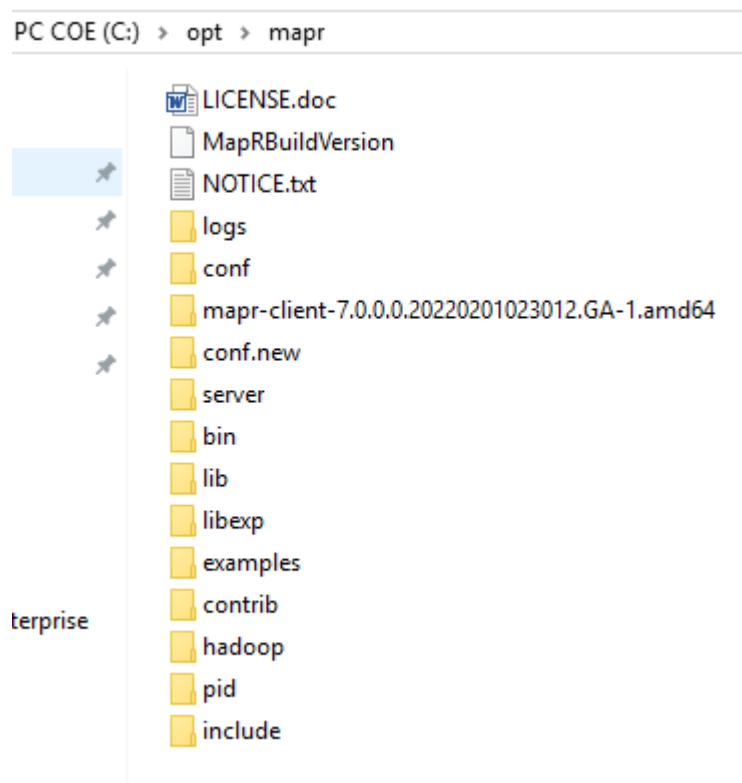 PC COE (C:) > opt > mapr
LICENSE.doc
MapRBuildVersion
NOTICE.txt
logs
conf
mapr-client-7.0.0.0.20220201023012.GA-1.amd64
conf.new
server
bin
lib
libexp
examples
contrib
terprise
hadoop
pid
include